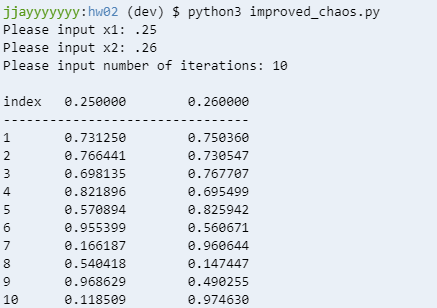 jjayyyyyyy:hw02 (dev) $ python3 improved_chaos.py
Please input x1: .25
Please input x2: .26
Please input number of iterations: 10
index 0.250000 0.260000
-------------------------------
1 0.731250 0.750360
2 0.766441 0.730547
3 0.698135 0.767707
4 0.821896 0.695499
5 0.570894 0.825942
6 0.955399 0.560671
7 0.166187 0.960644
8 0.540418 0.147447
9 0.968629 0.490255
10 0.118509 0.974630